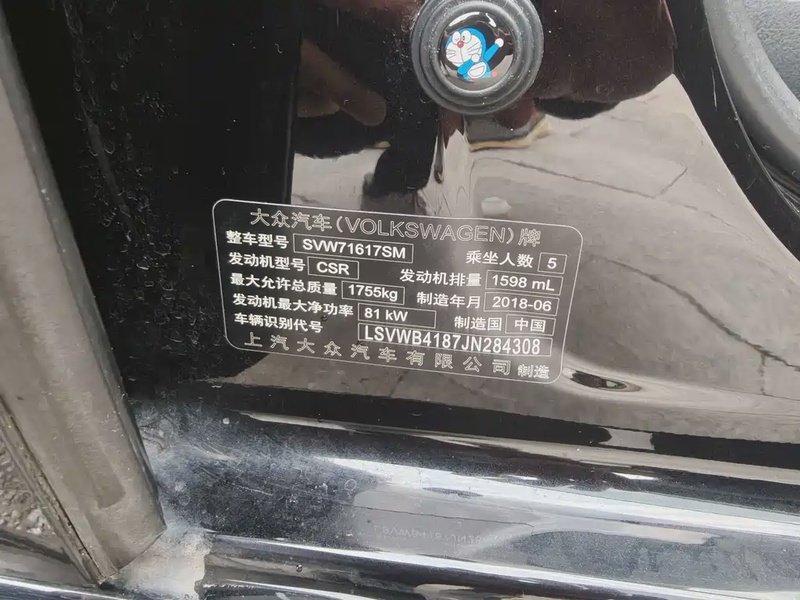 大众汽车(VOLKSWAGEN)牌
整车型号 SVW71617SM 乘坐人数 5
发动机型号 CSR 发动机排量 1598 mL
最大允许总质量 1755kg 制造年月 2018-06
发动机最大净功率 81 kW 制造国 中国
车辆识别代号 LSVWB4187JN284308
上汽大众汽车有限公司 制造